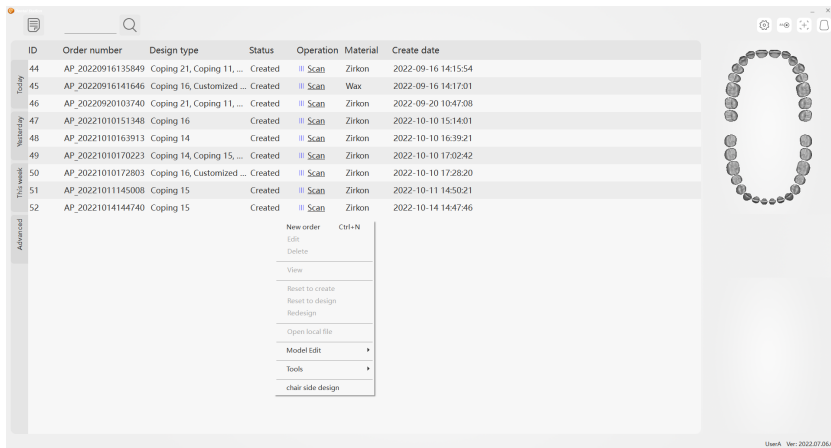 ID Order number Design type Status Operation Material Create date
44 AP_20220916135849 Coping 21, Coping 11, ... Created Scan Zirkon 2022-09-16 14:15:54
45 AP_20220916141646 Coping 16, Customized ... Created Scan Wax 2022-09-16 14:17:01
46 AP_20220920103740 Coping 21, Coping 11, ... Created Scan Zirkon 2022-09-20 10:47:08
47 AP_20221010151348 Coping 16 Created Scan Zirkon 2022-10-10 15:14:01
48 AP_20221010163913 Coping 14 Created Scan Zirkon 2022-10-10 16:39:21
49 AP_20221010170223 Coping 14, Coping 15, ... Created Scan Zirkon 2022-10-10 17:02:42
50 AP_20221010172803 Coping 16, Customized ... Created Scan Zirkon 2022-10-10 17:28:20
51 AP_20221011145008 Coping 15 Created Scan Zirkon 2022-10-11 14:50:21
52 AP_20221014144740 Coping 15 Created Scan Zirkon 2022-10-14 14:47:46
Today
Yesterday
This week
Advanced
New order Ctrl+N
Edit
Delete
View
Reset to create
Reset to design
Redesign
Open local file
Model Edit
Tools
chair side design
UserA Ver: 2022.07.06